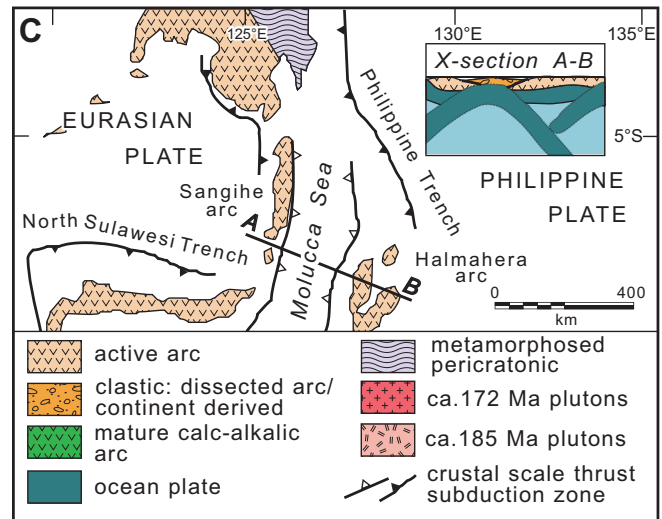 C
125°E
130°E
135°E
X-section A-B
EURASIAN
PLATE
Philippine Trench
5°S
PHILIPPINE
PLATE
Sangihe
arc
A
Molucca Sea
North Sulawesi Trench
Halmahera
arc
B
0
400
km
active arc
clastic: dissected arc/
continent derived
mature calc-alkalic
arc
ocean plate
metamorphosed
pericratonic
ca.172 Ma plutons
ca.185 Ma plutons
crustal scale thrust
subduction zone